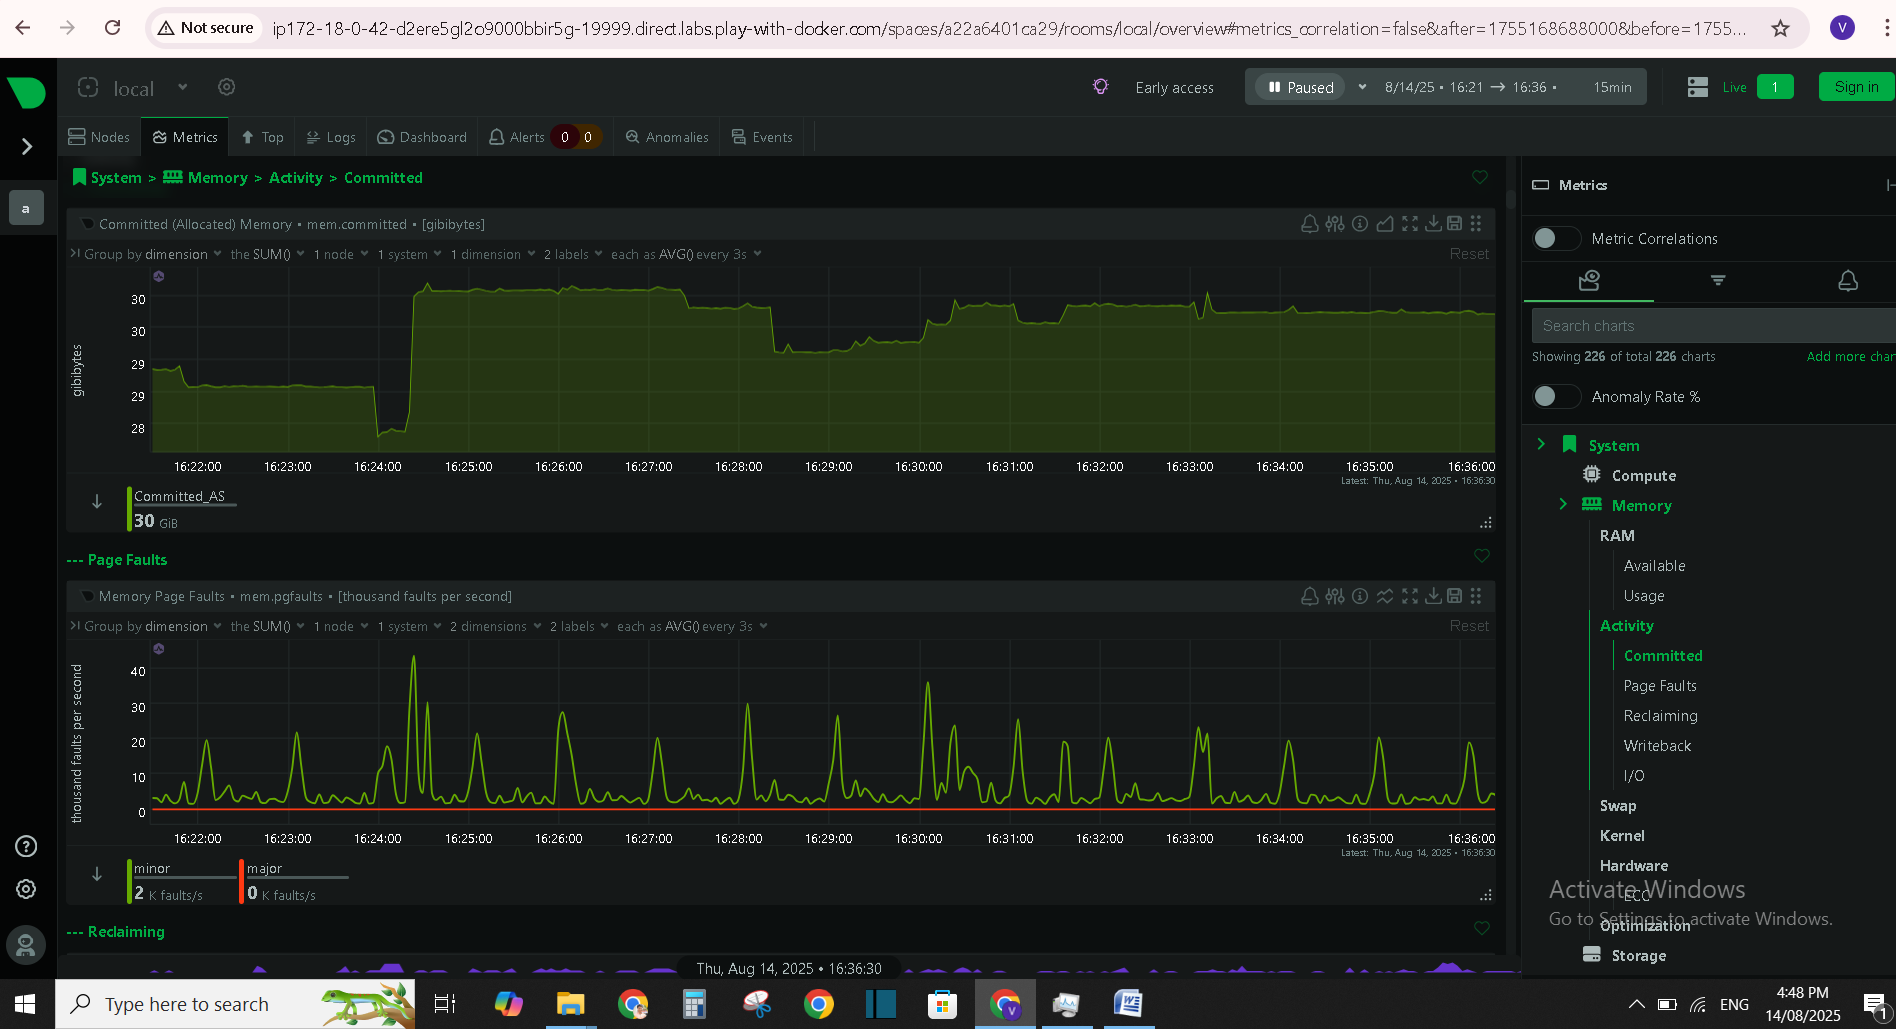 Not secure
ip172-18-0-42-d2ere5gl2o9000bbir5g-19999.direct.labs.play-with-docker.com/spaces/a22a6401ca29/rooms/local/overview#metrics_correlation=false&after=1755168688000&before=1755...
V
local
Early access
Paused
8/14/25 • 16:21 → 16:36 •
15min
Live
1
Sign in
Nodes
Metrics
Top
Logs
Dashboard
Alerts 0 0
Anomalies
Events
a
System > Memory > Activity > Committed
Committed (Allocated) Memory • mem.committed • [gibibytes]
Group by dimension the SUM() 1 node 1 system 1 dimension 2 labels each as AVG() every 3s
Reset
gibibytes
30
30
29
29
28
16:22:00 16:23:00 16:24:00 16:25:00 16:26:00 16:27:00 16:28:00 16:29:00 16:30:00 16:31:00 16:32:00 16:33:00 16:34:00 16:35:00 16:36:00
Latest: Thu, Aug 14, 2025 • 16:36:30
Committed_AS
30 GiB
--- Page Faults
Memory Page Faults • mem.pgfaults • [thousand faults per second]
Group by dimension the SUM() 1 node 1 system 2 dimensions 2 labels each as AVG() every 3s
Reset
thousand faults per second
40
30
20
10
0
16:22:00 16:23:00 16:24:00 16:25:00 16:26:00 16:27:00 16:28:00 16:29:00 16:30:00 16:31:00 16:32:00 16:33:00 16:34:00 16:35:00 16:36:00
Latest: Thu, Aug 14, 2025 • 16:36:30
minor
2 K faults/s
major
0 K faults/s
--- Reclaiming
Thu, Aug 14, 2025 • 16:36:30
Metrics
Metric Correlations
Search charts
Showing 226 of total 226 charts
Add more char
Anomaly Rate %
System
Compute
Memory
RAM
Available
Usage
Activity
Committed
Page Faults
Reclaiming
Writeback
I/O
Swap
Kernel
Hardware
ECC
Optimization
Storage
Activate Windows
Go to Settings to activate Windows.
Type here to search
V
W
ENG
4:48 PM
14/08/2025
1